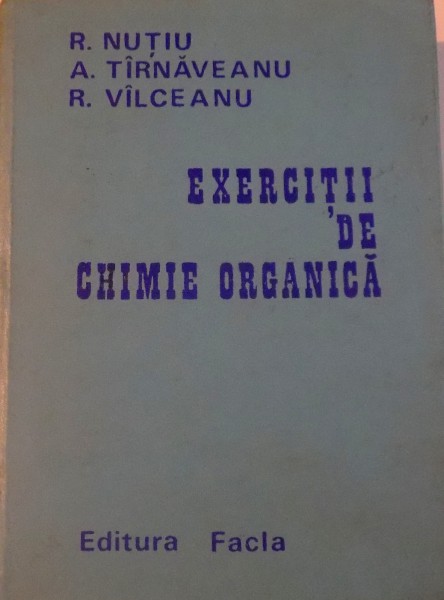 R. NUȚIU
A. TÎRNĂVEANU
R. VÎLCEANU
EXERCIȚII
DE
CHIMIE ORGANICĂ
Editura Facla